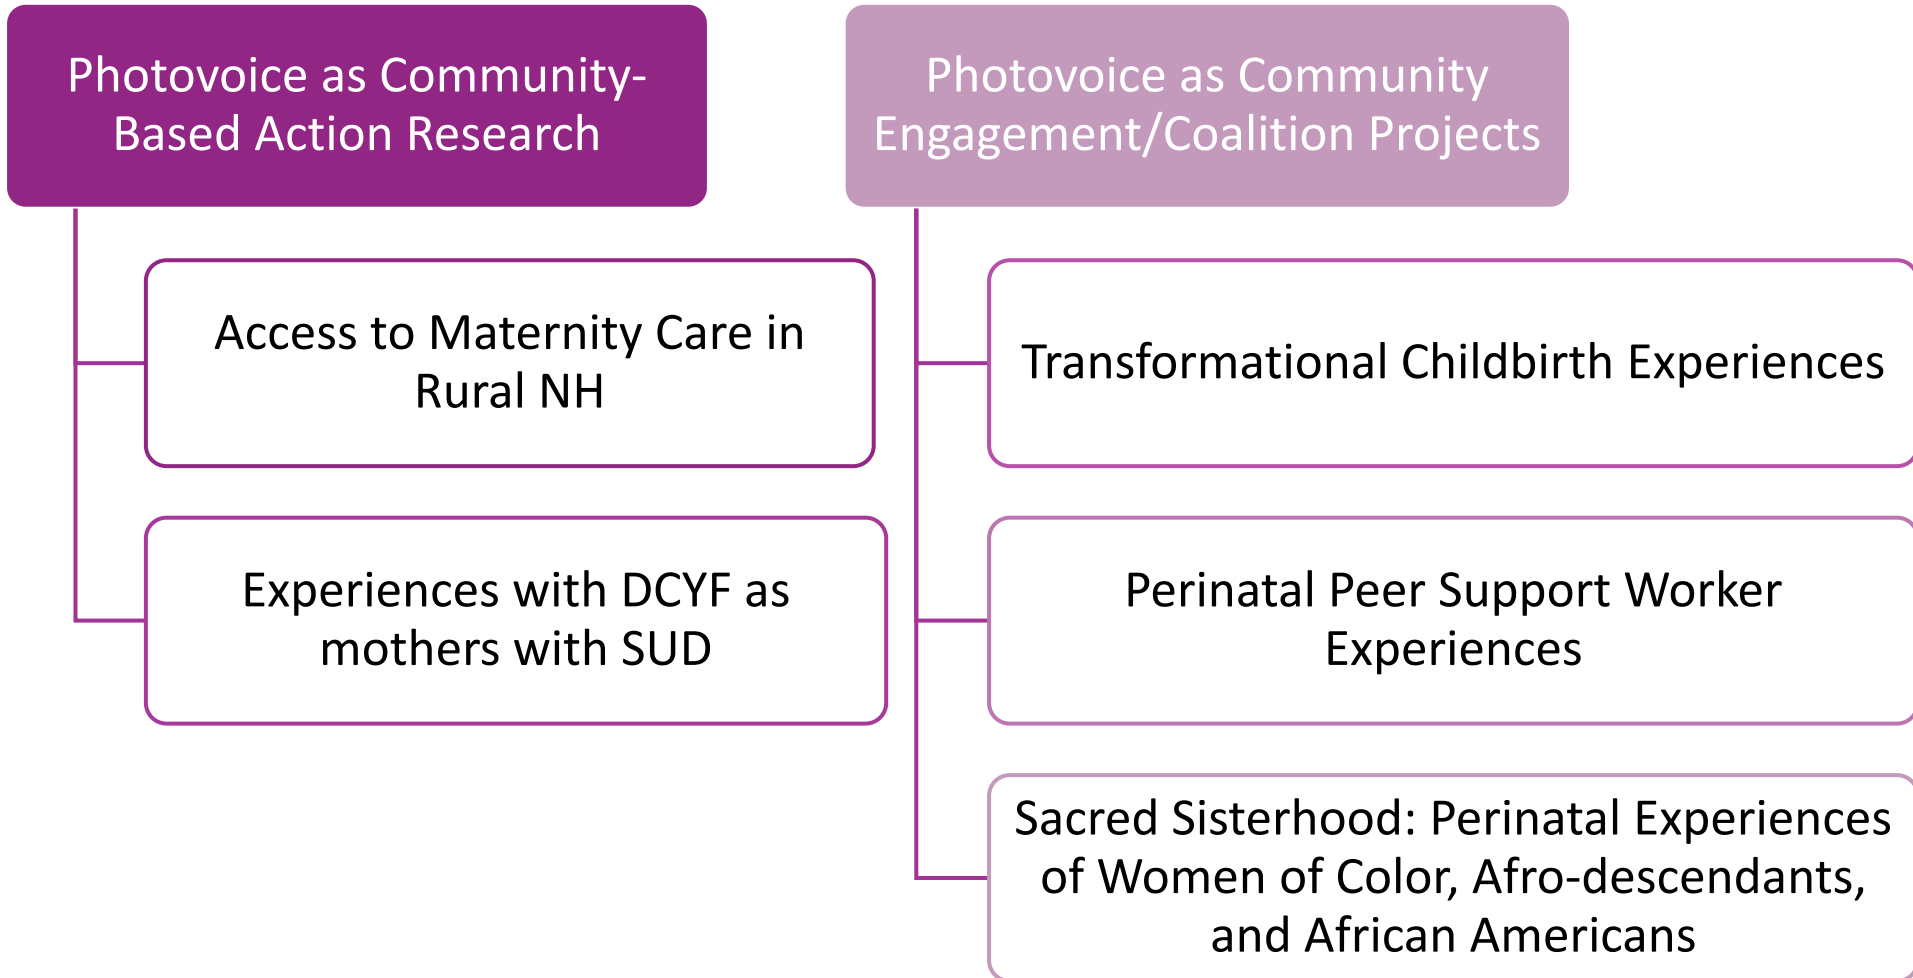 Photovoice as Community-
Based Action Research
Access to Maternity Care in
Rural NH
Experiences with DCYF as
mothers with SUD
Photovoice as Community
Engagement/Coalition Projects
Transformational Childbirth Experiences
Perinatal Peer Support Worker
Experiences
Sacred Sisterhood: Perinatal Experiences
of Women of Color, Afro-descendants,
and African Americans